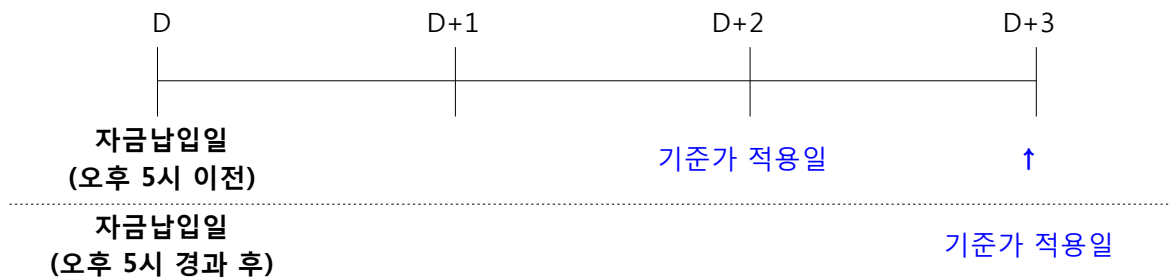 D D+1 D+2 D+3
자금납입일
(오후 5시 이전)
기준가 적용일 ↑
자금납입일
(오후 5시 경과 후)
기준가 적용일